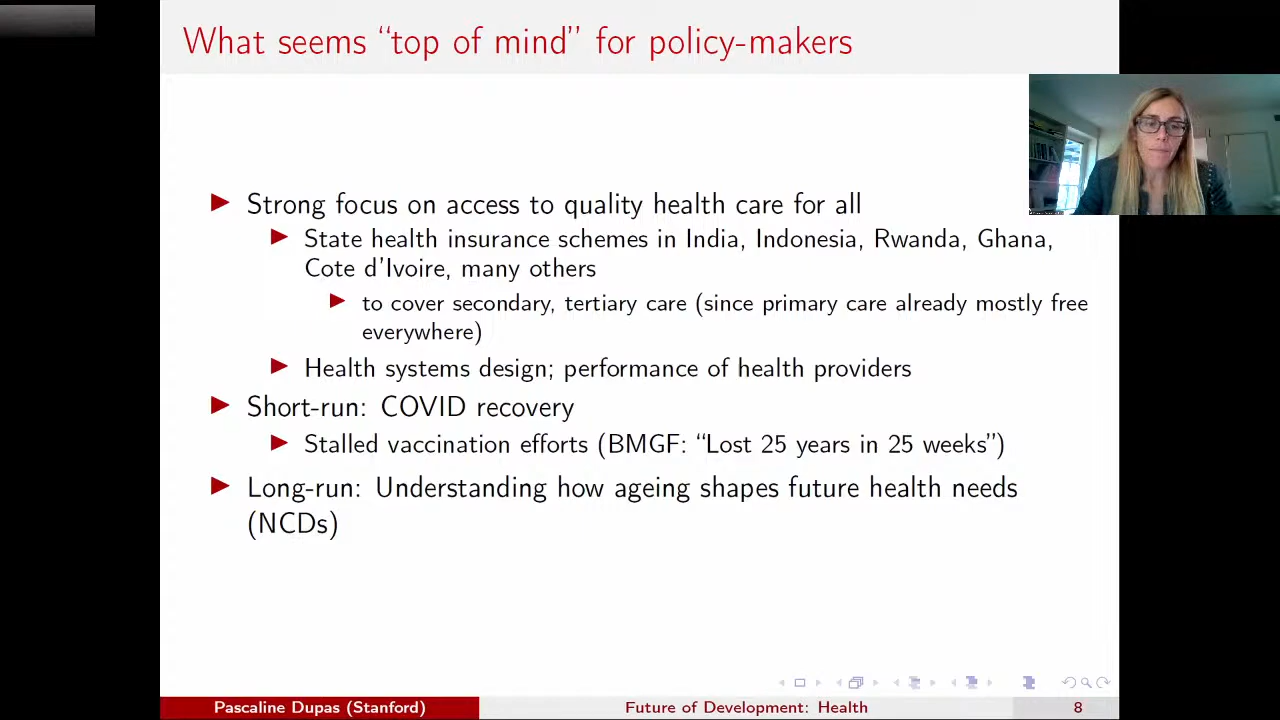 What seems “top of mind” for policy-makers
Strong focus on access to quality health care for all
State health insurance schemes in India, Indonesia, Rwanda, Ghana,
Cote d’Ivoire, many others
to cover secondary, tertiary care (since primary care already mostly free
everywhere)
Health systems design; performance of health providers
Short-run: COVID recovery
Stalled vaccination efforts (BMGF: “Lost 25 years in 25 weeks”)
Long-run: Understanding how ageing shapes future health needs
(NCDs)
Pascaline Dupas (Stanford)
Future of Development: Health
8